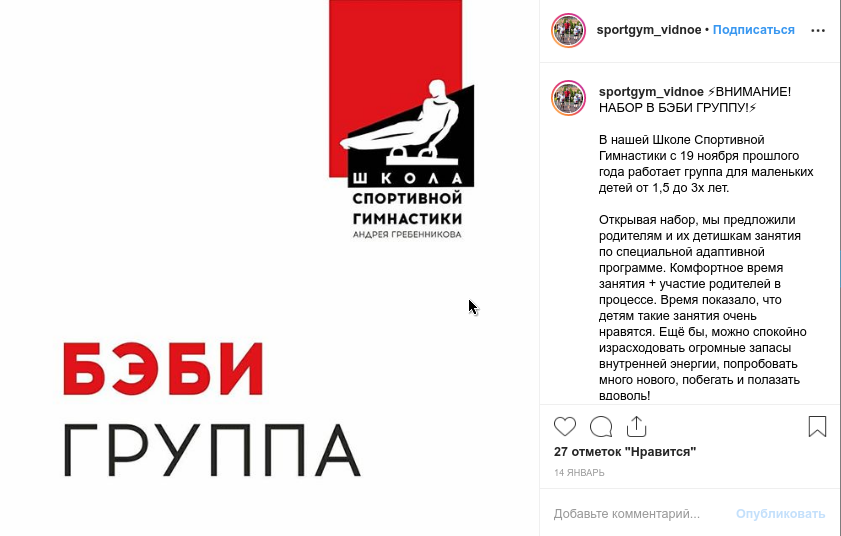 ШКОЛА
СПОРТИВНОЙ
ГИМНАСТИКИ
АНДРЕЯ ГРЕБЕННИКОВА
БЭБИ
ГРУППА
sportgym_vidnoe • Подписаться
sportgym_vidnoe ⚡ВНИМАНИЕ!
НАБОР В БЭБИ ГРУППУ!⚡
В нашей Школе Спортивной
Гимнастики с 19 ноября прошлого
года работает группа для маленьких
детей от 1,5 до 3х лет.
Открывая набор, мы предложили
родителям и их детишкам занятия
по специальной адаптивной
программе. Комфортное время
занятия + участие родителей в
процессе. Время показало, что
детям такие занятия очень
нравятся. Ещё бы, можно спокойно
израсходовать огромные запасы
внутренней энергии, попробовать
много нового, побегать и полазать
вдоволь!
27 отметок "Нравится"
14 ЯНВАРЬ
Добавьте комментарий... Опубликовать